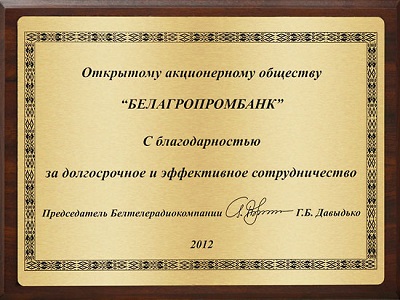 Открытому акционерному обществу
“БЕЛАГРОПРОМБАНК”
С благодарностью
за долгосрочное и эффективное сотрудничество
Председатель Белтелерадиокомпании Г.Б. Давыдько
2012